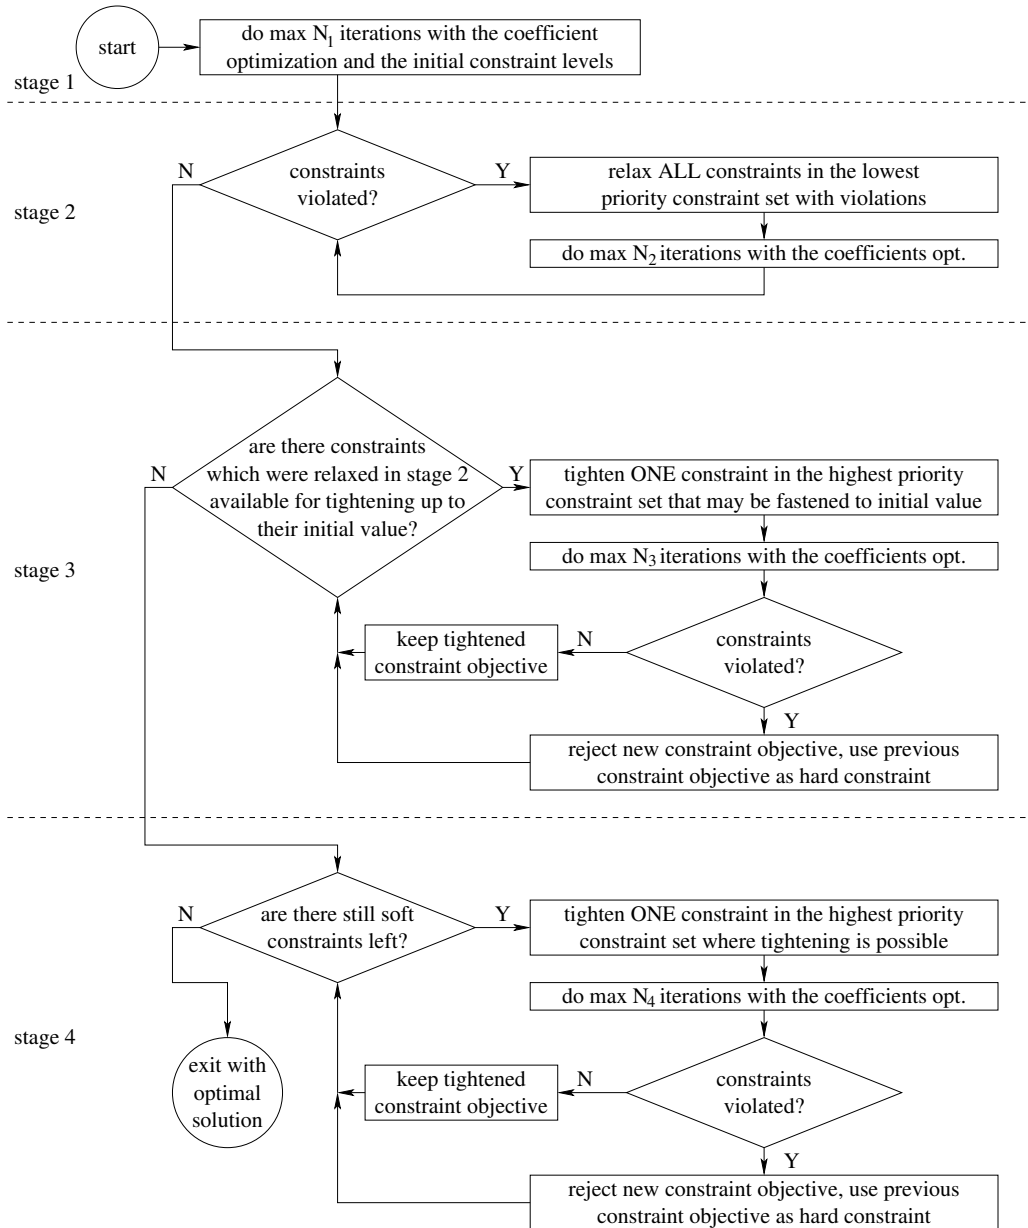 start
do max N1 iterations with the coefficient
optimization and the initial constraint levels
stage 1
N
constraints
violated?
Y
relax ALL constraints in the lowest
priority constraint set with violations
stage 2
do max N2 iterations with the coefficients opt.
are there constraints
which were relaxed in stage 2
available for tightening up to
their initial value?
N
Y
tighten ONE constraint in the highest priority
constraint set that may be fastened to initial value
do max N3 iterations with the coefficients opt.
stage 3
keep tightened
constraint objective
N
constraints
violated?
Y
reject new constraint objective, use previous
constraint objective as hard constraint
N
are there still soft
constraints left?
Y
tighten ONE constraint in the highest priority
constraint set where tightening is possible
do max N4 iterations with the coefficients opt.
stage 4
exit with
optimal
solution
keep tightened
constraint objective
N
constraints
violated?
Y
reject new constraint objective, use previous
constraint objective as hard constraint